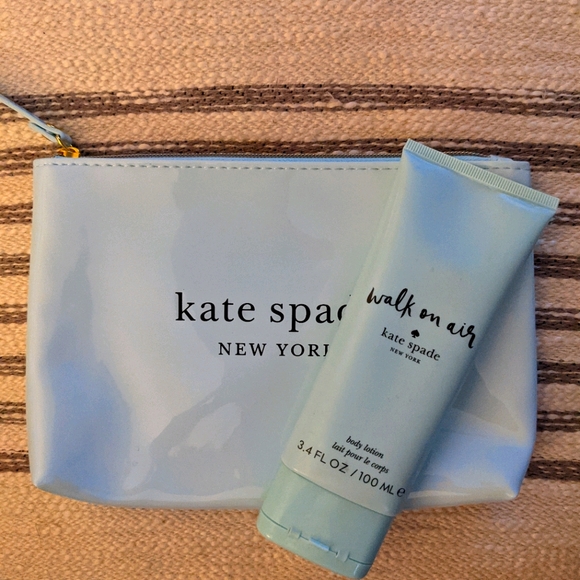 kate spad
NEW YORK
walk on air
kate spade
NEW YORK
body lotion
lait pour le corps
3.4 FL OZ / 100 ML e